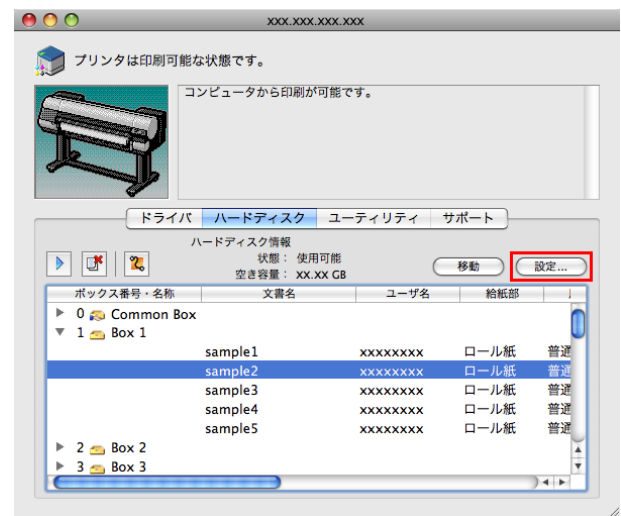 xxx.xxx.xxx.xxx
プリンタは印刷可能な状態です。
コンピュータから印刷が可能です。
ドライバ ハードディスク ユーティリティ サポート
ハードディスク情報
状態： 使用可能
空き容量： XX.XX GB
移動 設定...
ボックス番号・名称 文書名 ユーザ名 給紙部
0 Common Box
1 Box 1
sample1 xxxxxxxx ロール紙 普通
sample2 xxxxxxxx ロール紙 普通
sample3 xxxxxxxx ロール紙 普通
sample4 xxxxxxxx ロール紙 普通
sample5 xxxxxxxx ロール紙 普通
2 Box 2
3 Box 3